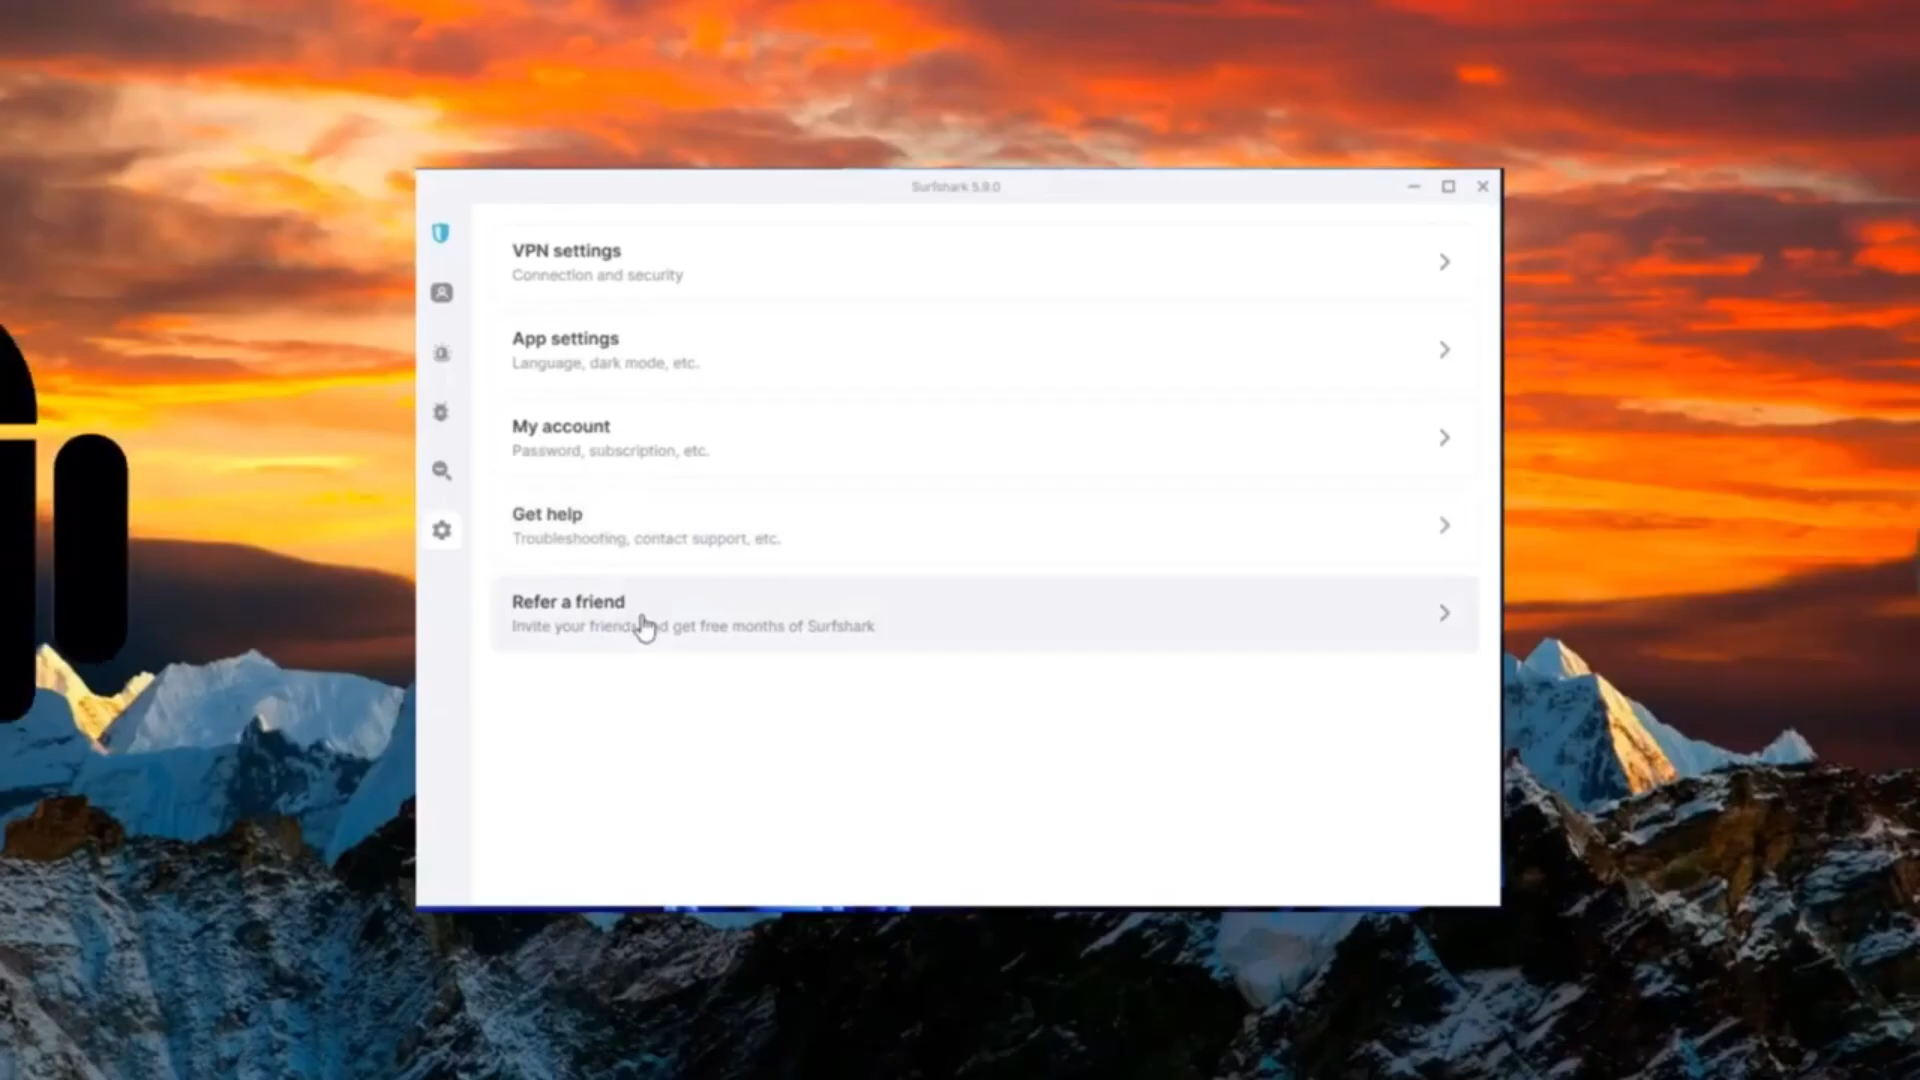 Surfshark 5.9.0
VPN settings
Connection and security
App settings
Language, dark mode, etc.
My account
Password, subscription, etc.
Get help
Troubleshooting, contact support, etc.
Refer a friend
Invite your friends and get free months of Surfshark